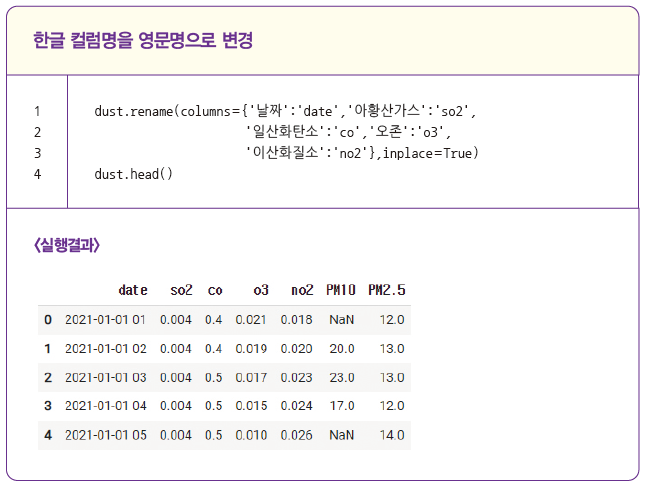 한글 컬럼명을 영문명으로 변경
1 dust.rename(columns={'날짜':'date','아황산가스':'so2',
2 '일산화탄소':'co','오존':'o3',
3 '이산화질소':'no2'},inplace=True)
4 dust.head()
<실행결과>
date so2 co o3 no2 PM10 PM2.5
0 2021-01-01 01 0.004 0.4 0.021 0.018 NaN 12.0
1 2021-01-01 02 0.004 0.4 0.019 0.020 20.0 13.0
2 2021-01-01 03 0.004 0.5 0.017 0.023 23.0 13.0
3 2021-01-01 04 0.004 0.5 0.015 0.024 17.0 12.0
4 2021-01-01 05 0.004 0.5 0.010 0.026 NaN 14.0